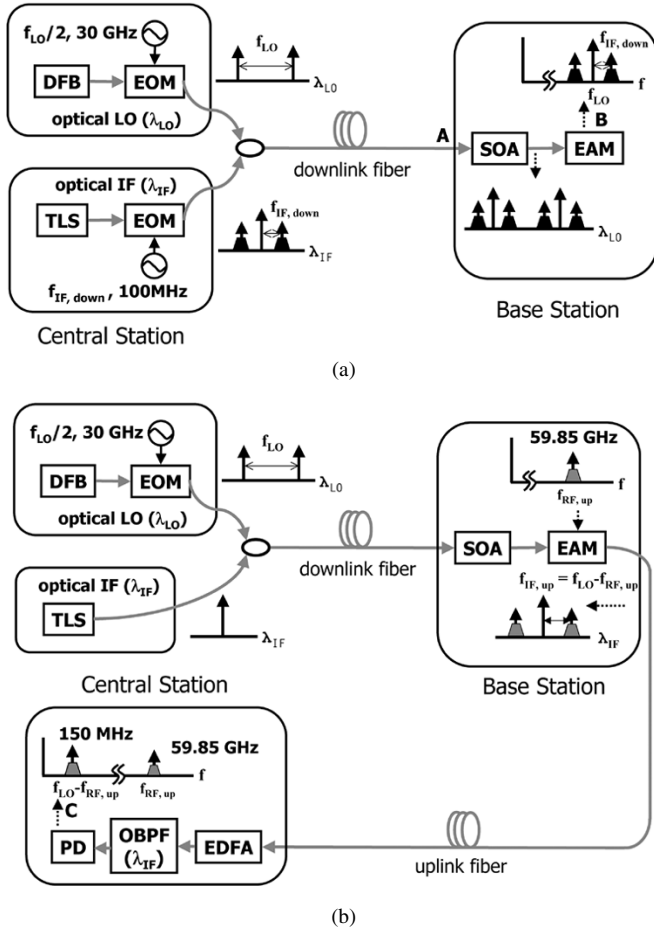 f_LO/2, 30 GHz
DFB
EOM
optical LO (λ_LO)
f_LO
λ_LO
optical IF (λ_IF)
TLS
EOM
f_IF, down , 100MHz
f_IF, down
λ_IF
Central Station
downlink fiber
A
SOA
EAM
B
f_IF, down
f
f_LO
λ_LO
Base Station
(a)
f_LO/2, 30 GHz
DFB
EOM
optical LO (λ_LO)
f_LO
λ_LO
optical IF (λ_IF)
TLS
λ_IF
Central Station
downlink fiber
59.85 GHz
f
f_RF, up
SOA
EAM
f_IF, up = f_LO-f_RF, up
λ_IF
Base Station
150 MHz
59.85 GHz
f
f_LO-f_RF, up
f_RF, up
C
PD
OBPF
(λ_IF)
EDFA
uplink fiber
(b)